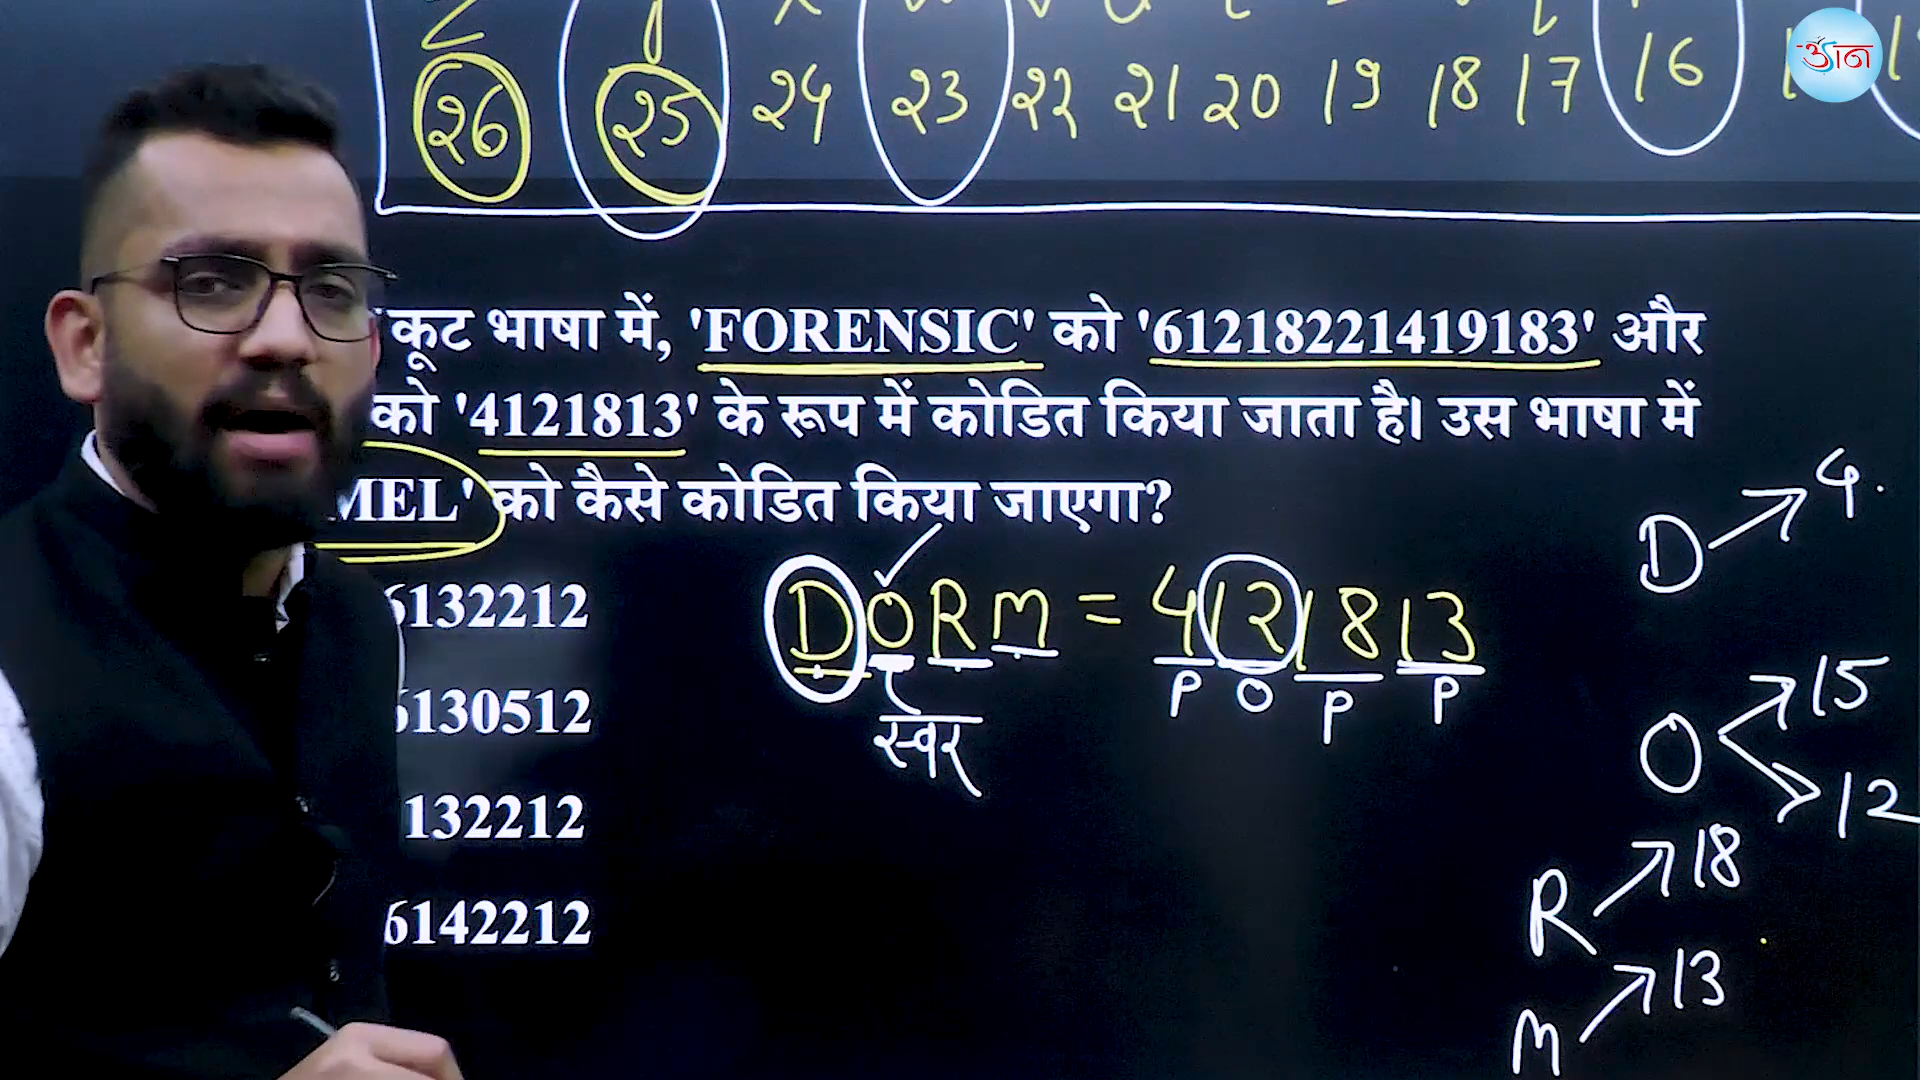 26 25 24 23 22 21 20 19 18 17 16
ज्ञान
कूट भाषा में, 'FORENSIC' को '61218221419183' और
को '4121813' के रूप में कोडित किया जाता है। उस भाषा में
MEL' को कैसे कोडित किया जाएगा?
D → 4
6132212
DORM = 4121813
P O P P
6130512
स्वर
O → 15
→ 12
132212
R → 18
6142212
M → 13